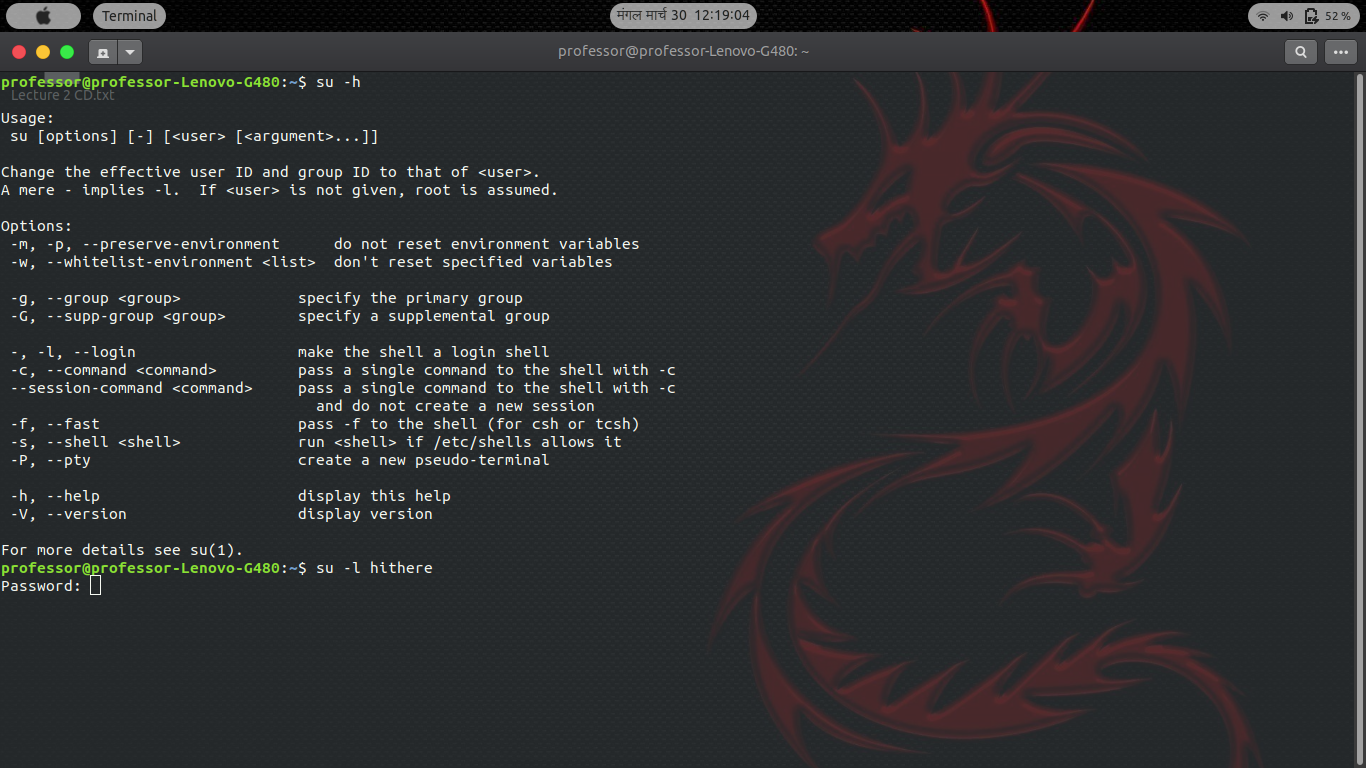 Terminal
मंगल मार्च 30 12:19:04
52 %
professor@professor-Lenovo-G480: ~
professor@professor-Lenovo-G480:~$ su -h
Lecture 2 CD.txt
Usage:
su [options] [-] [<user> [<argument>...]]
Change the effective user ID and group ID to that of <user>.
A mere - implies -l.  If <user> is not given, root is assumed.
Options:
-m, -p, --preserve-environment      do not reset environment variables
-w, --whitelist-environment <list>  don't reset specified variables
-g, --group <group>             specify the primary group
-G, --supp-group <group>        specify a supplemental group
-, -l, --login                  make the shell a login shell
-c, --command <command>         pass a single command to the shell with -c
--session-command <command>     pass a single command to the shell with -c
and do not create a new session
-f, --fast                      pass -f to the shell (for csh or tcsh)
-s, --shell <shell>             run <shell> if /etc/shells allows it
-P, --pty                       create a new pseudo-terminal
-h, --help                      display this help
-V, --version                   display version
For more details see su(1).
professor@professor-Lenovo-G480:~$ su -l hithere
Password: